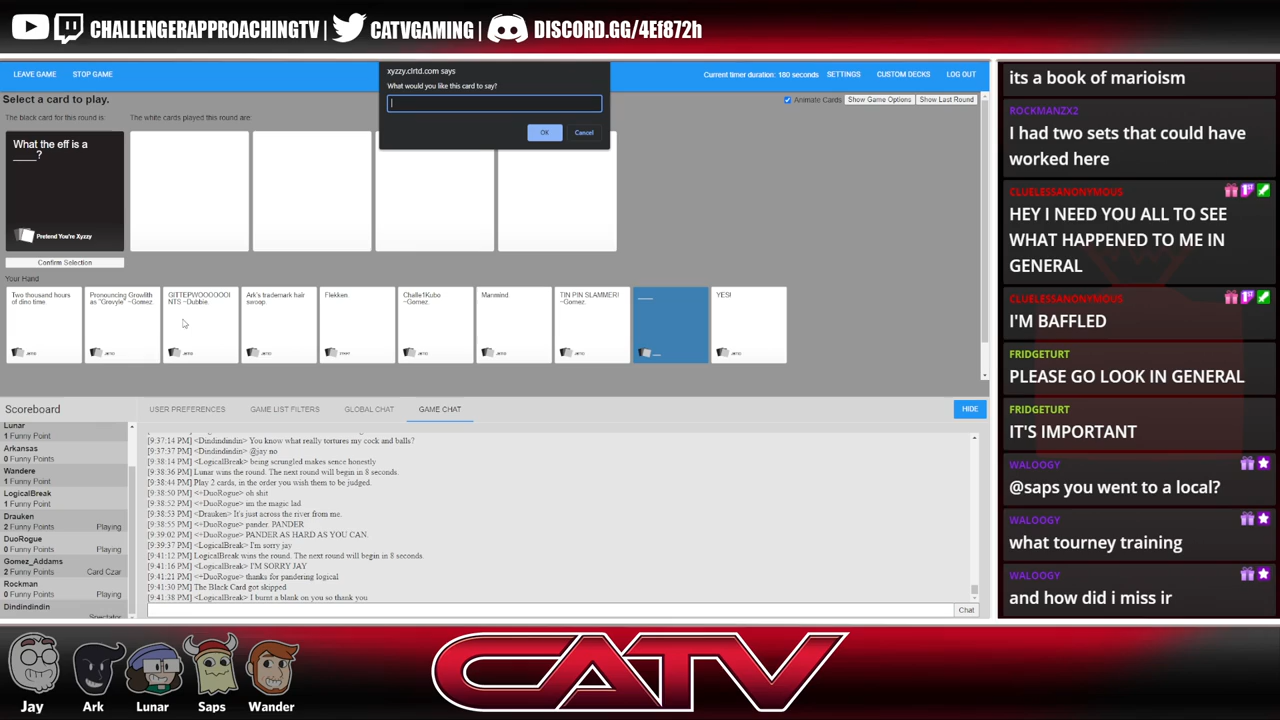 CHALLENGERAPPROACHINGTV | CATVGAMING | DISCORD.GG/4Ef872h
LEAVE GAME STOP GAME
Current timer duration: 180 seconds SETTINGS CUSTOM DECKS LOG OUT
xyzzy.clrtd.com says
What would you like this card to say?
OK Cancel
Select a card to play.
Animate Cards Show Game Options Show Last Round
The black card for this round is: The white cards played this round are:
What the eff is a
____?
Pretend You're Xyzzy
Confirm Selection
Your Hand
Two thousand hours
of dino time
Pronouncing Growlith
as "Grovyle" ~Gomez.
GITTEPWOOOOOOI
NTS ~Dubbie
Ark's trademark hair
swoop.
Flekken
Challe1Kubo
~Gomez.
Manmind
TIN PIN SLAMMER!
~Gomez.
____
YES!
Scoreboard
USER PREFERENCES GAME LIST FILTERS GLOBAL CHAT GAME CHAT HIDE
Lunar
1 Funny Point
Arkansas
0 Funny Points
Wandere
1 Funny Point
LogicalBreak
1 Funny Point
Drauken
2 Funny Points Playing
DuoRogue
0 Funny Points Playing
Gomez_Addams
2 Funny Points Card Czar
Rockman
0 Funny Points Playing
Dindindindin
Spectator
[9:37:14 PM] <Dindindindin> You know what really tortures my cock and balls?
[9:37:37 PM] <Dindindindin> @jay no
[9:38:14 PM] <LogicalBreak> being scrungled makes sence honestly
[9:38:36 PM] Lunar wins the round. The next round will begin in 8 seconds.
[9:38:44 PM] Play 2 cards, in the order you wish them to be judged.
[9:38:50 PM] <+DuoRogue> oh shit
[9:38:52 PM] <+DuoRogue> im the magic lad
[9:38:53 PM] <Drauken> It's just across the river from me.
[9:38:55 PM] <+DuoRogue> pander. PANDER
[9:39:02 PM] <+DuoRogue> PANDER AS HARD AS YOU CAN.
[9:39:37 PM] <LogicalBreak> I'm sorry jay
[9:41:12 PM] LogicalBreak wins the round. The next round will begin in 8 seconds.
[9:41:16 PM] <LogicalBreak> I'M SORRY JAY
[9:41:21 PM] <+DuoRogue> thanks for pandering logical
[9:41:30 PM] The Black Card got skipped
[9:41:38 PM] <LogicalBreak> I burnt a blank on you so thank you
Chat
its a book of marioism
ROCKMANZX2
I had two sets that could have
worked here
CLUELESSANONYMOUS
HEY I NEED YOU ALL TO SEE
WHAT HAPPENED TO ME IN
GENERAL
CLUELESSANONYMOUS
I'M BAFFLED
FRIDGETURT
PLEASE GO LOOK IN GENERAL
FRIDGETURT
IT'S IMPORTANT
WALOOGY
@saps you went to a local?
WALOOGY
what tourney training
WALOOGY
and how did i miss ir
Jay Ark Lunar Saps Wander
CATV